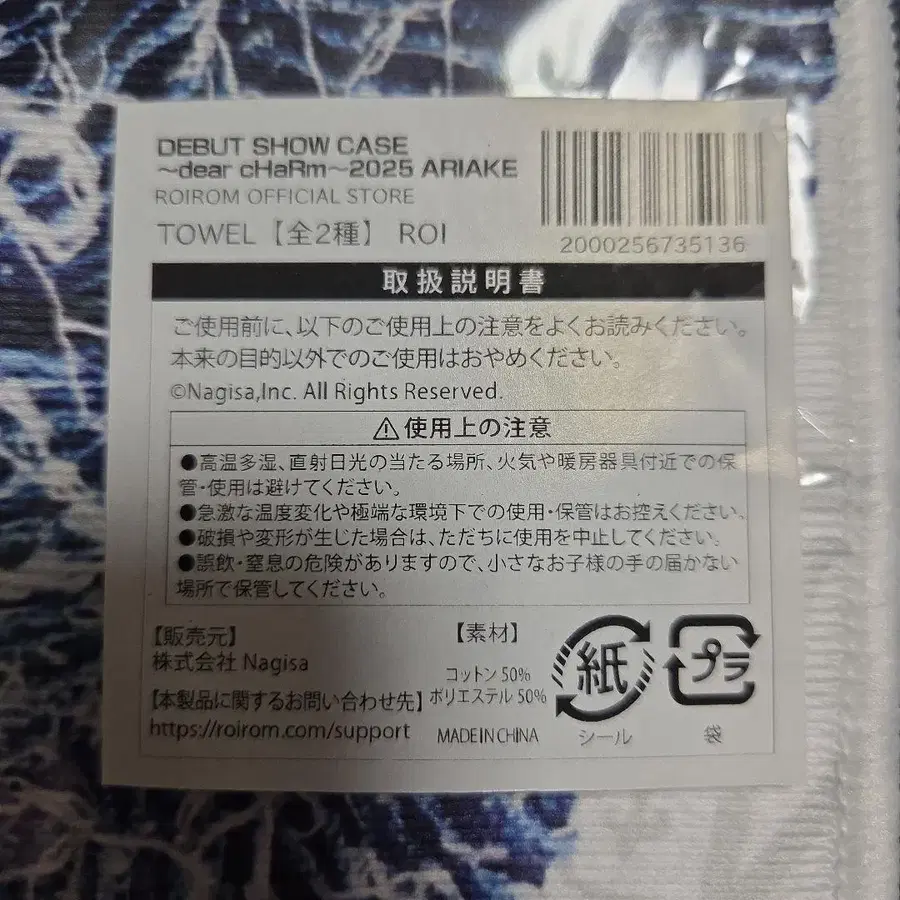 DEBUT SHOW CASE
～dear cHaRm～2025 ARIAKE
ROIROM OFFICIAL STORE
TOWEL【全2種】 ROI
2000256735136
取扱説明書
ご使用前に、以下のご使用上の注意をよくお読みください。
本来の目的以外でのご使用はおやめください。
©Nagisa,Inc. All Rights Reserved.
⚠使用上の注意
●高温多湿、直射日光の当たる場所、火気や暖房器具付近での保
管・使用は避けてください。
●急激な温度変化や極端な環境下での使用・保管はお控えください。
●破損や変形が生じた場合は、ただちに使用を中止してください。
●誤飲・窒息の危険がありますので、小さなお子様の手の届かない
場所で保管してください。
【販売元】
株式会社 Nagisa
【本製品に関するお問い合わせ先】
https://roirom.com/support
【素材】
コットン 50%
ポリエステル 50%
MADE IN CHINA
紙
シール
プラ
袋